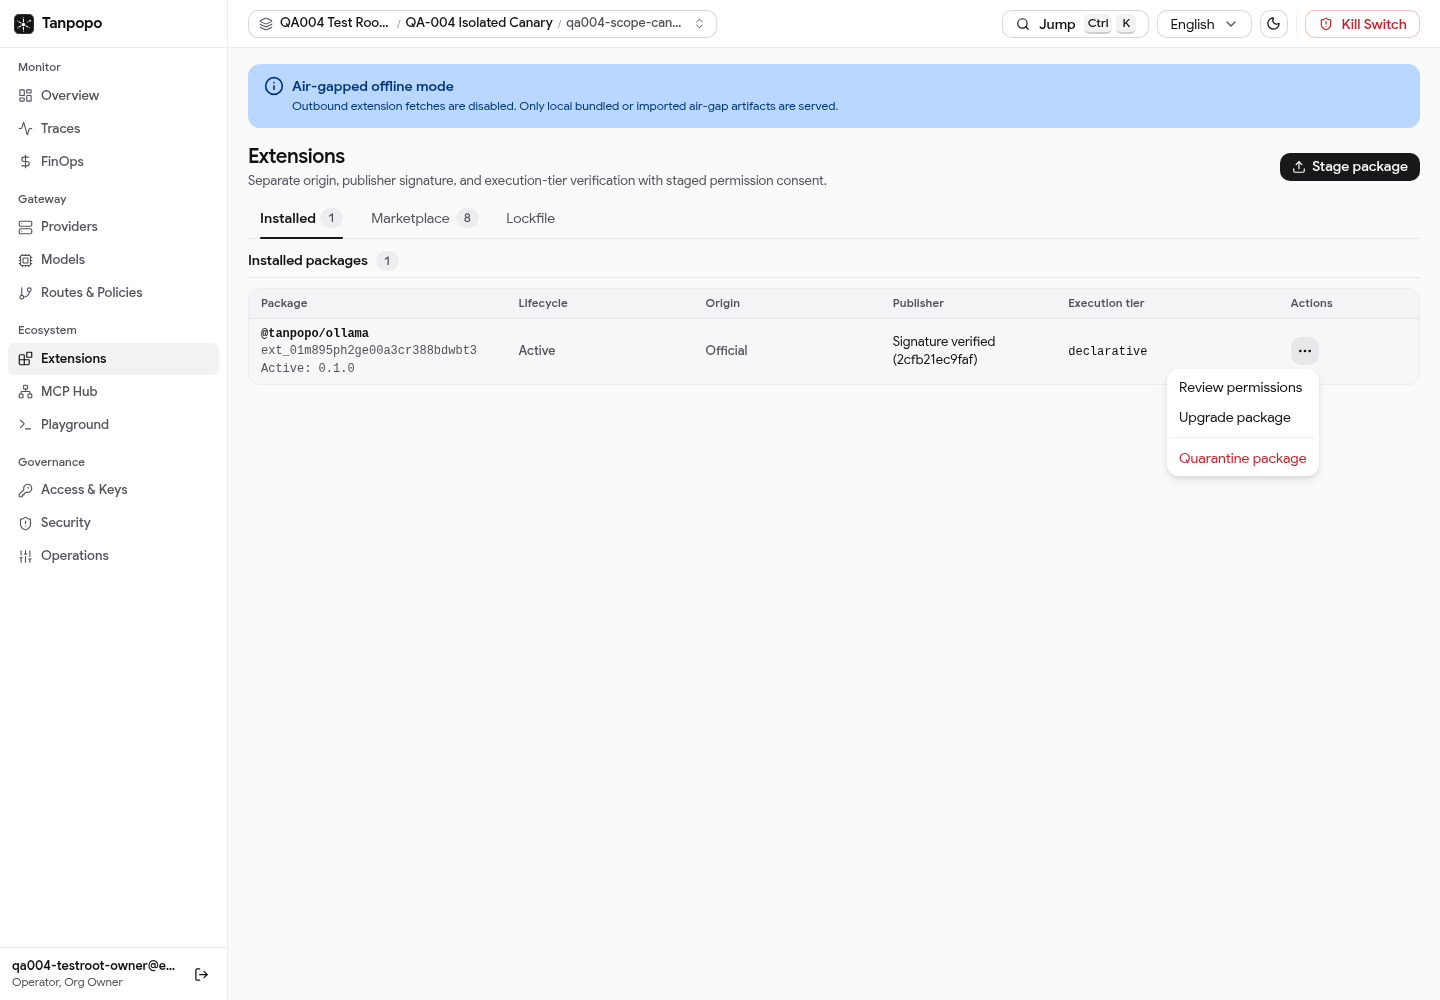 Tanpopo
QA004 Test Roo... / QA-004 Isolated Canary / qa004-scope-can...
Jump Ctrl K
English
Kill Switch
Monitor
Overview
Traces
FinOps
Gateway
Providers
Models
Routes & Policies
Ecosystem
Extensions
MCP Hub
Playground
Governance
Access & Keys
Security
Operations
qa004-testroot-owner@e...
Operator, Org Owner
Air-gapped offline mode
Outbound extension fetches are disabled. Only local bundled or imported air-gap artifacts are served.
Extensions
Separate origin, publisher signature, and execution-tier verification with staged permission consent.
Stage package
Installed 1 Marketplace 8 Lockfile
Installed packages 1
Package Lifecycle Origin Publisher Execution tier Actions
@tanpopo/ollama
ext_01m895ph2ge00a3cr388bdwbt3
Active: 0.1.0
Active
Official
Signature verified
(2cfb21ec9faf)
declarative
Review permissions
Upgrade package
Quarantine package